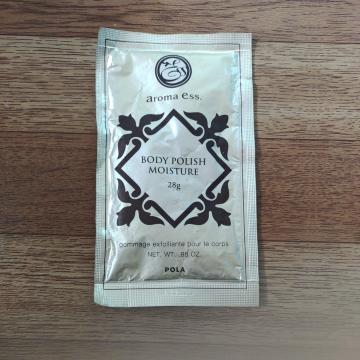 aroma ess.
BODY POLISH
MOISTURE
28g
gommage exfoliante pour le corps
NET. WT. .98 OZ.
POLA